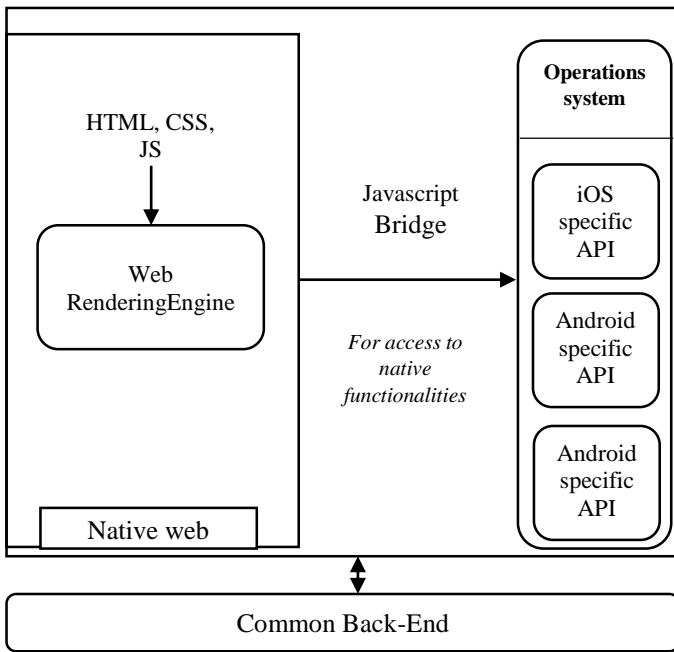 HTML, CSS,
JS
Web
RenderingEngine
Native web
Javascript
Bridge
For access to
native
functionalities
Operations
system
iOS
specific
API
Android
specific
API
Android
specific
API
Common Back-End